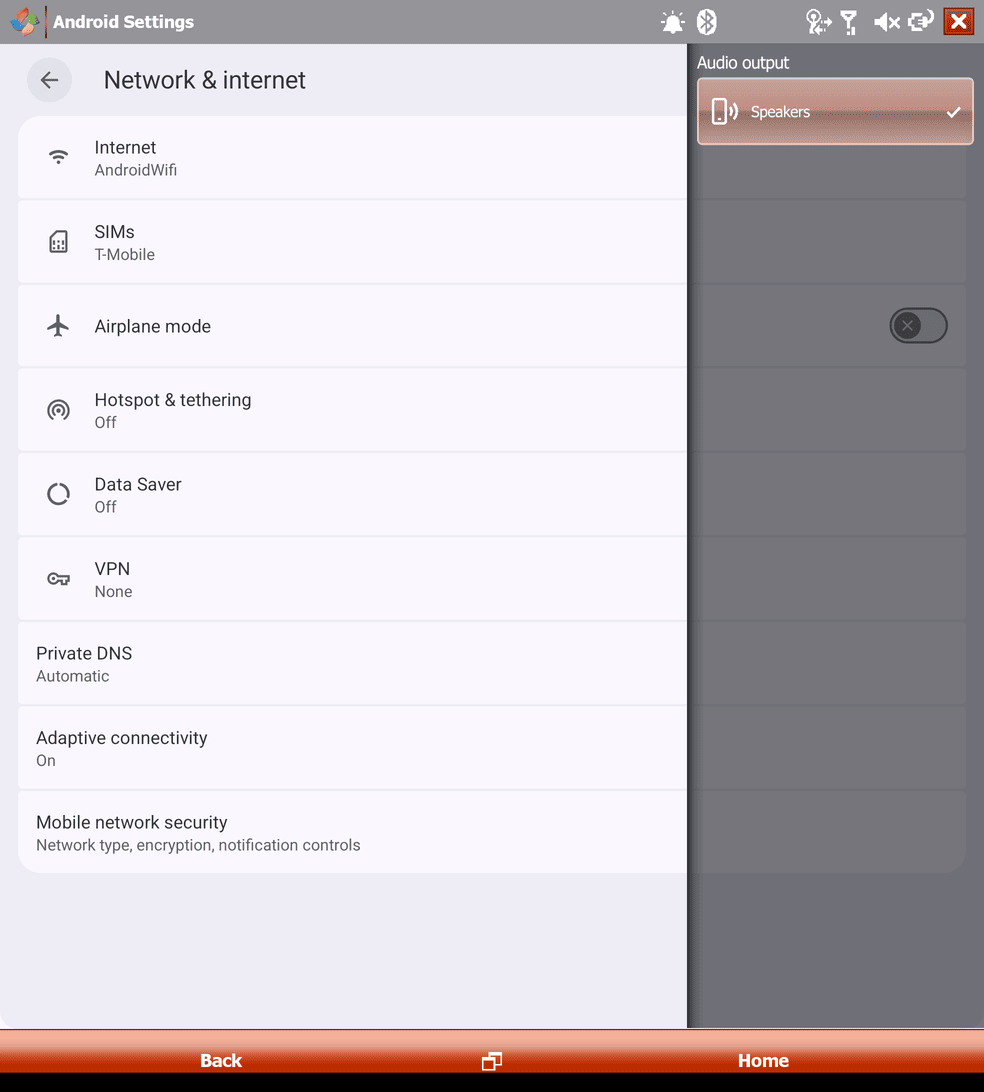 Android Settings
Network & internet
Audio output
Speakers
Internet
AndroidWifi
SIMs
T-Mobile
Airplane mode
Hotspot & tethering
Off
Data Saver
Off
VPN
None
Private DNS
Automatic
Adaptive connectivity
On
Mobile network security
Network type, encryption, notification controls
Back
Home